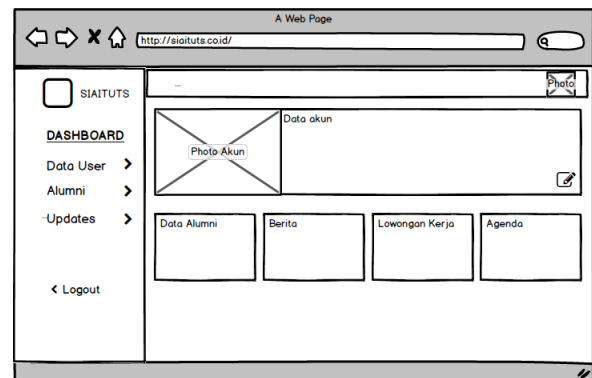 A Web Page
http://siaituts.co.id/
SIAITUTS
...
Photo
DASHBOARD
Data User
Alumni
Updates
< Logout
Photo Akun
Data akun
Data Alumni
Berita
Lowongan Kerja
Agenda